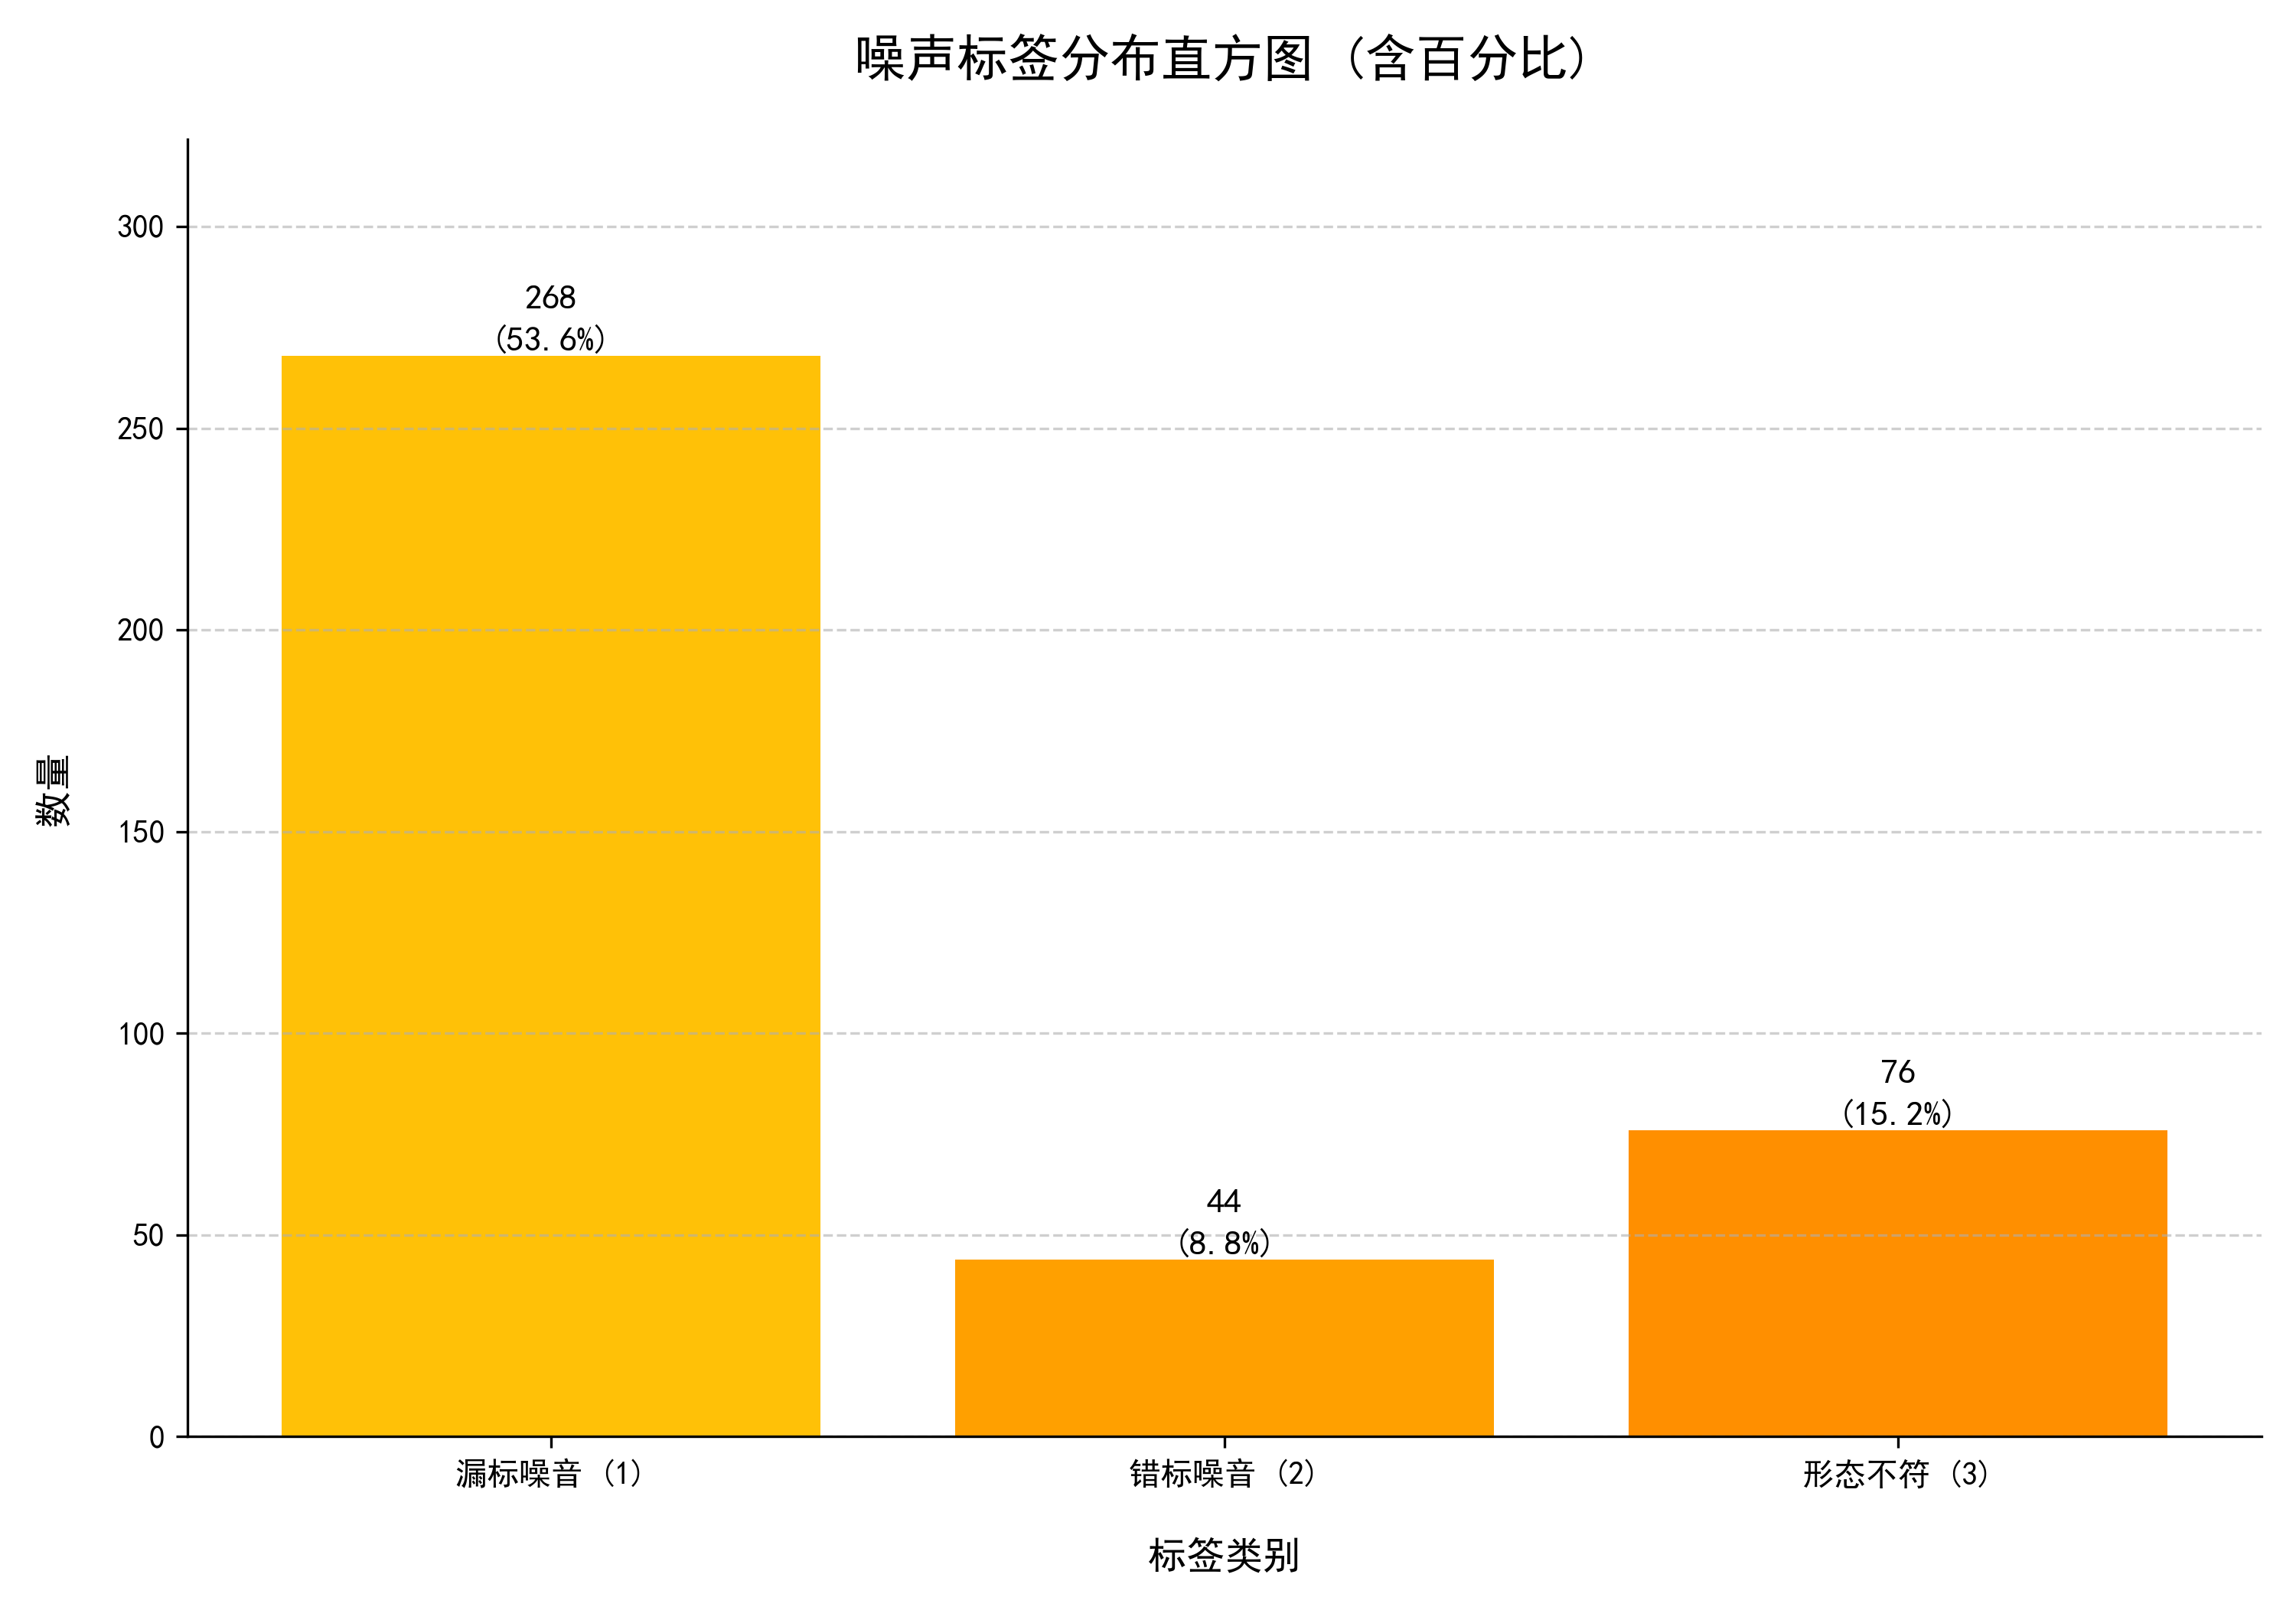 噪声标签分布直方图 (含百分比)
数量
300
250
200
150
100
50
0
268
(53.6%)
44
(8.8%)
76
(15.2%)
漏标噪音 (1)
错标噪音 (2)
形态不符 (3)
标签类别